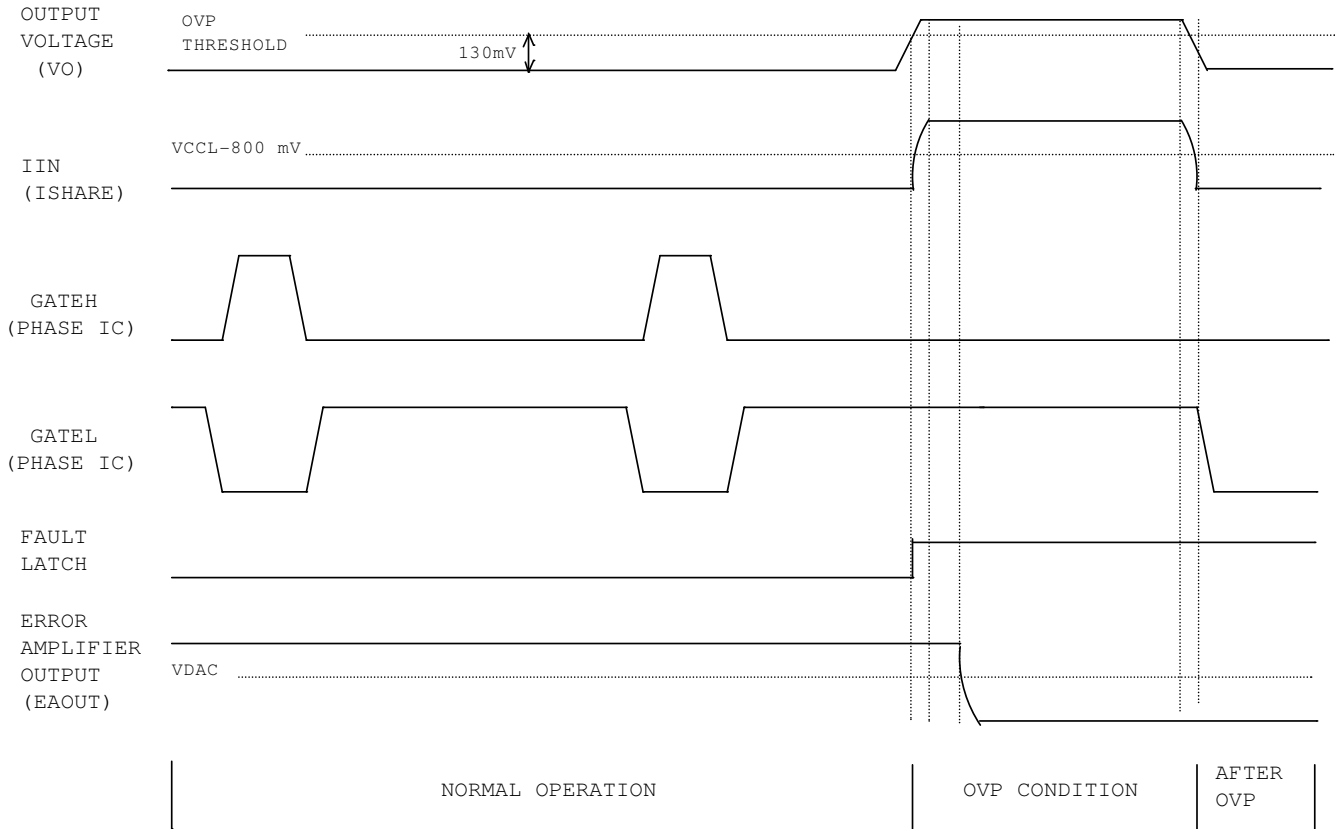 OUTPUT
VOLTAGE
(VO)
OVP
THRESHOLD
130mV
VCCL-800 mV
IIN
(ISHARE)
GATEH
(PHASE IC)
GATEL
(PHASE IC)
FAULT
LATCH
ERROR
AMPLIFIER
OUTPUT
(EAOUT)
VDAC
NORMAL OPERATION
OVP CONDITION
AFTER
OVP